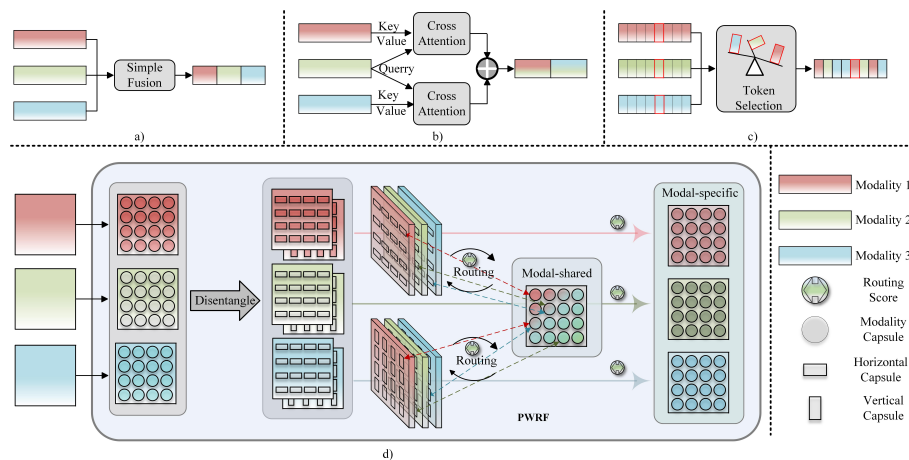 Simple
Fusion
a)
Key
Value
Querry
Key
Value
Cross
Attention
Cross
Attention
b)
Token
Selection
c)
Disentangle
Routing
Routing
Modal-shared
Modal-specific
PWRF
d)
Modality 1
Modality 2
Modality 3
Routing
Score
Modality
Capsule
Horizontal
Capsule
Vertical
Capsule